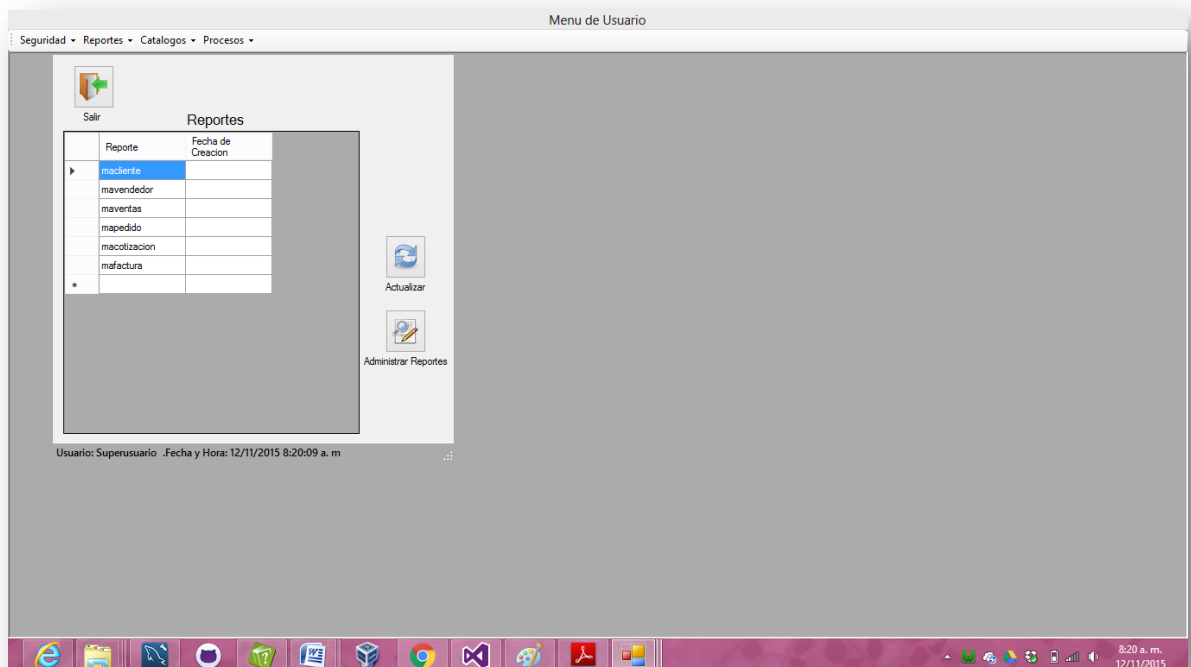 Menu de Usuario
Seguridad Reportes Catalogos Procesos
Salir
Reportes
Reporte
Fecha de
Creacion
macliente
mavendedor
maventas
mapedido
macotizacion
mafactura
*
Actualizar
Administrar Reportes
Usuario: Superusuario .Fecha y Hora: 12/11/2015 8:20:09 a. m
8:20 a. m.
12/11/2015